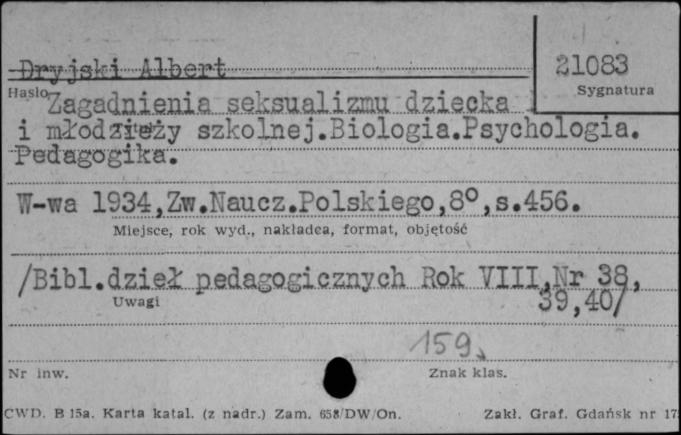 Dryjski Albert
21083
Hasło
Sygnatura
Zagadnienia seksualizmu dziecka
i młodzieży szkolnej.Biologia.Psychologia.
Pedagogika.
W-wa 1934,Zw.Naucz.Polskiego,8°,s.456.
Miejsce, rok wyd., nakładca, format, objętość
/Bibl.dzieł pedagogicznych Rok VIII,Nr 38,
39,40/
Uwagi
159.
Nr inw.
Znak klas.
CWD. B 15a. Karta katal. (z nadr.) Zam. 658/DW/On.
Zakł. Graf. Gdańsk nr 17